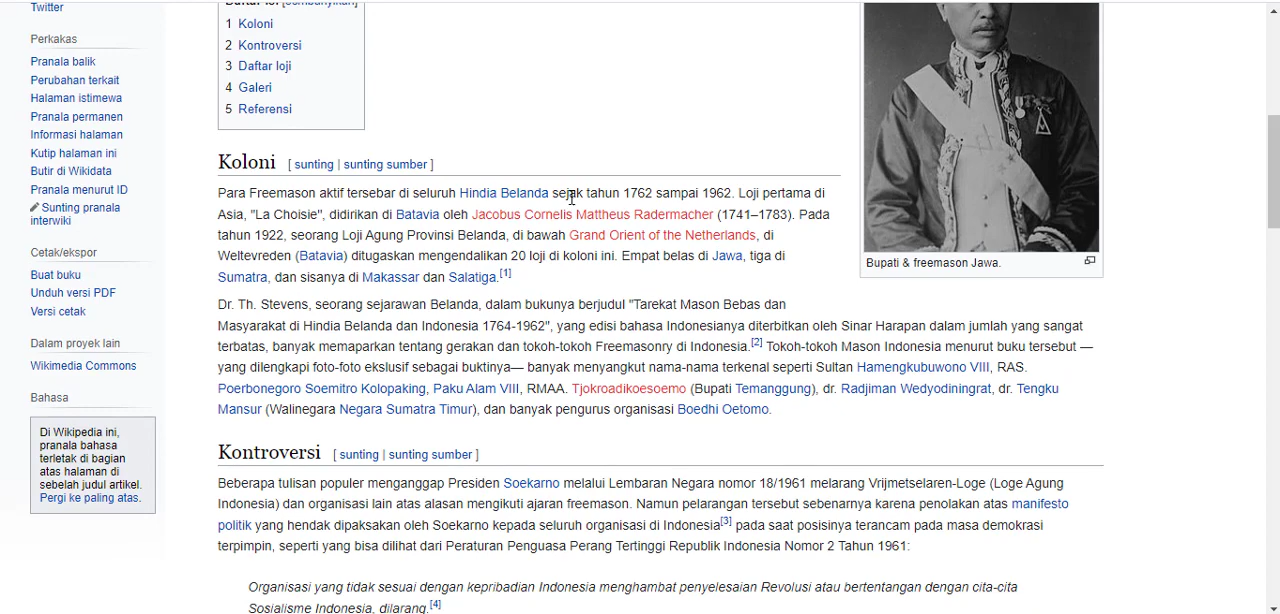 Twitter
Perkakas
Pranala balik
Perubahan terkait
Halaman istimewa
Pranala permanen
Informasi halaman
Kutip halaman ini
Butir di Wikidata
Pranala menurut ID
Sunting pranala
interwiki
Cetak/ekspor
Buat buku
Unduh versi PDF
Versi cetak
Dalam proyek lain
Wikimedia Commons
Bahasa
Di Wikipedia ini,
pranala bahasa
terletak di bagian
atas halaman di
sebelah judul artikel.
Pergi ke paling atas.
Daftar isi [sembunyikan]
1 Koloni
2 Kontroversi
3 Daftar loji
4 Galeri
5 Referensi
Koloni [ sunting | sunting sumber ]
Para Freemason aktif tersebar di seluruh Hindia Belanda sejak tahun 1762 sampai 1962. Loji pertama di
Asia, "La Choisie", didirikan di Batavia oleh Jacobus Cornelis Mattheus Radermacher (1741–1783). Pada
tahun 1922, seorang Loji Agung Provinsi Belanda, di bawah Grand Orient of the Netherlands, di
Weltevreden (Batavia) ditugaskan mengendalikan 20 loji di koloni ini. Empat belas di Jawa, tiga di
Sumatra, dan sisanya di Makassar dan Salatiga.[1]
Bupati & freemason Jawa.
Dr. Th. Stevens, seorang sejarawan Belanda, dalam bukunya berjudul "Tarekat Mason Bebas dan
Masyarakat di Hindia Belanda dan Indonesia 1764-1962", yang edisi bahasa Indonesianya diterbitkan oleh Sinar Harapan dalam jumlah yang sangat
terbatas, banyak memaparkan tentang gerakan dan tokoh-tokoh Freemasonry di Indonesia.[2] Tokoh-tokoh Mason Indonesia menurut buku tersebut —
yang dilengkapi foto-foto ekslusif sebagai buktinya— banyak menyangkut nama-nama terkenal seperti Sultan Hamengkubuwono VIII, RAS.
Poerbonegoro Soemitro Kolopaking, Paku Alam VIII, RMAA. Tjokroadikoesoemo (Bupati Temanggung), dr. Radjiman Wedyodiningrat, dr. Tengku
Mansur (Walinegara Negara Sumatra Timur), dan banyak pengurus organisasi Boedhi Oetomo.
Kontroversi [ sunting | sunting sumber ]
Beberapa tulisan populer menganggap Presiden Soekarno melalui Lembaran Negara nomor 18/1961 melarang Vrijmetselaren-Loge (Loge Agung
Indonesia) dan organisasi lain atas alasan mengikuti ajaran freemason. Namun pelarangan tersebut sebenarnya karena penolakan atas manifesto
politik yang hendak dipaksakan oleh Soekarno kepada seluruh organisasi di Indonesia[3] pada saat posisinya terancam pada masa demokrasi
terpimpin, seperti yang bisa dilihat dari Peraturan Penguasa Perang Tertinggi Republik Indonesia Nomor 2 Tahun 1961:
Organisasi yang tidak sesuai dengan kepribadian Indonesia menghambat penyelesaian Revolusi atau bertentangan dengan cita-cita
Sosialisme Indonesia, dilarang.[4]